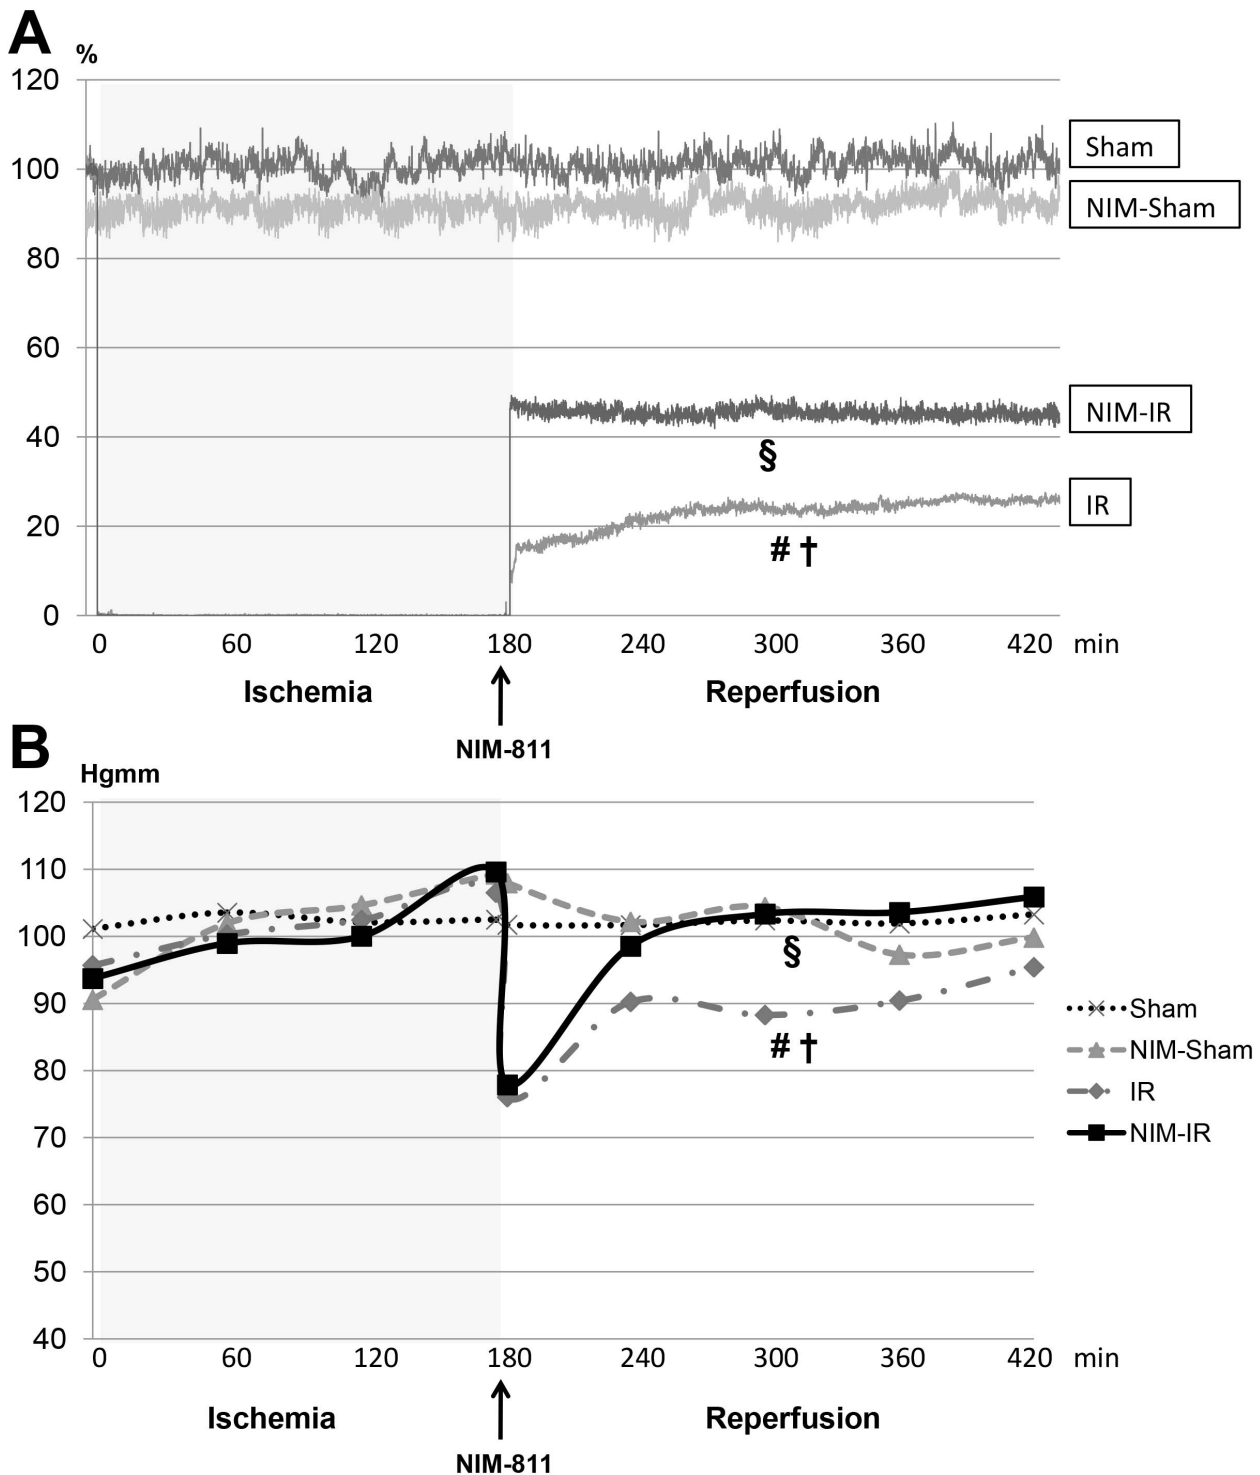 A
%
120
Sham
100
NIM-Sham
80
60
NIM-IR
40
§
IR
20
# †
0
0 60 120 180 240 300 360 420 min
Ischemia Reperfusion
NIM-811
B
Hgmm
120
110
100
§
90
Sham
# †
NIM-Sham
80
IR
NIM-IR
70
60
50
40
0 60 120 180 240 300 360 420 min
Ischemia Reperfusion
NIM-811